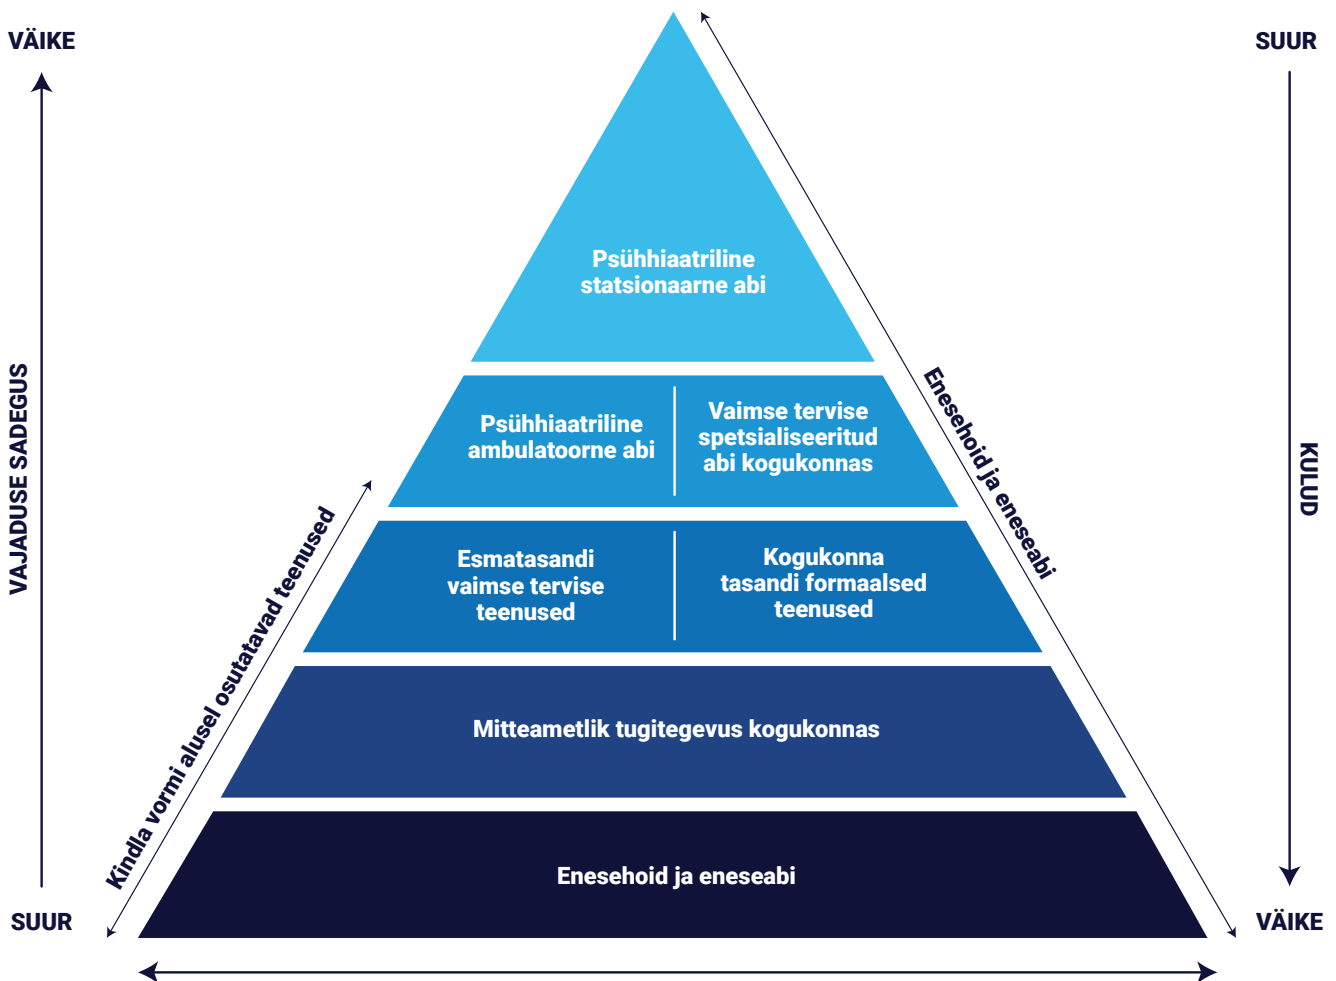 VÄIKE
SUUR
Psühhiaatriline
statsionaarne abi
Psühhiaatriline
ambulatoorne abi
Vaimse tervise
spetsialiseeritud
abi kogukonnas
Esmatasandi
vaimse tervise
teenused
Kogukonna
tasandi formaalsed
teenused
Mitteametlik tugitegevus kogukonnas
Enesehoid ja eneseabi
VAJADUSE SADEGUS
Kindla vormi alusel osutatavad teenused
Enesehoid ja eneseabi
KULUD
SUUR
VÄIKE